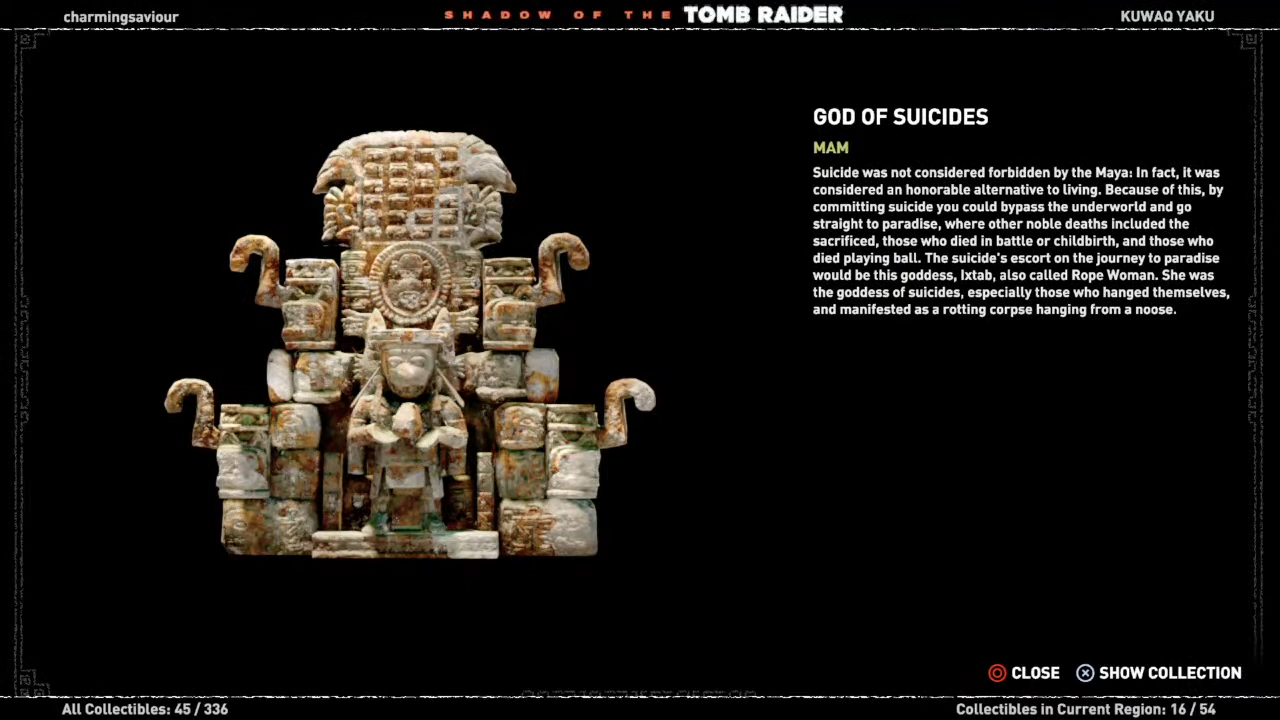 charmingsaviour
SHADOW OF THE TOMB RAIDER
KUWAQ YAKU
GOD OF SUICIDES
MAM
Suicide was not considered forbidden by the Maya: In fact, it was
considered an honorable alternative to living. Because of this, by
committing suicide you could bypass the underworld and go
straight to paradise, where other noble deaths included the
sacrificed, those who died in battle or childbirth, and those who
died playing ball. The suicide's escort on the journey to paradise
would be this goddess, Ixtab, also called Rope Woman. She was
the goddess of suicides, especially those who hanged themselves,
and manifested as a rotting corpse hanging from a noose.
CLOSE
SHOW COLLECTION
All Collectibles: 45 / 336
Collectibles in Current Region: 16 / 54